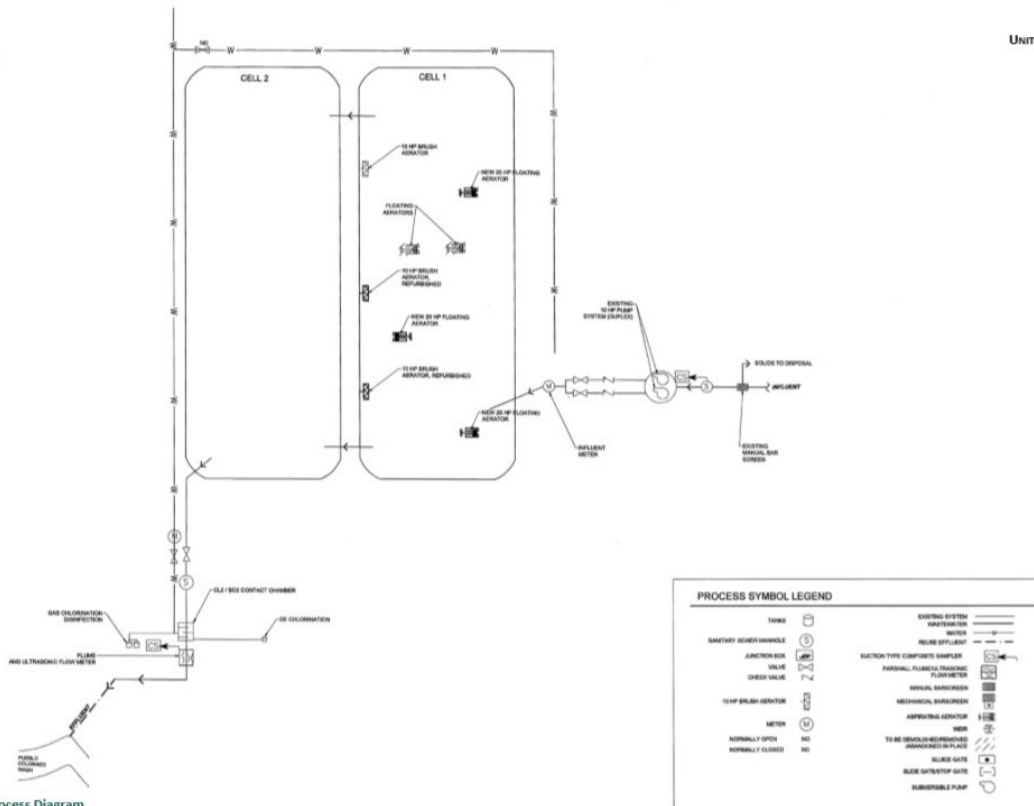 UNIT
NO
W W W W
CELL 2
CELL 1
10 HP BRUSH
AERATOR
NEW 25 HP FLOATING
AERATOR
FLOATING
AERATORS
10 HP BRUSH
AERATOR,
REFURBISHED
NEW 25 HP FLOATING
AERATOR
10 HP BRUSH
AERATOR, REFURBISHED
NEW 25 HP FLOATING
AERATOR
EXISTING
10 HP PUMP
SYSTEM (DUPLEX)
SOLIDS TO DISPOSAL
CS
S
M
INFLUENT
INFLUENT
METER
EXISTING
MANUAL BAR
SCREEN
M
S
CL2 / SO2 CONTACT CHAMBER
GAS CHLORINATION
DISINFECTION
CS
DE CHLORINATION
FLUME
AND ULTRASONIC FLOW METER
EFFLUENT
PUEBLO
COLORADO
WASH
ocess Diagram
PROCESS SYMBOL LEGEND
TANKS
SANITARY SEWER MANHOLE S
JUNCTION BOX
VALVE
CHECK VALVE
10 HP BRUSH AERATOR
METER M
NORMALLY OPEN NO
NORMALLY CLOSED NC
EXISTING SYSTEM
WASTEWATER
WATER
REUSE EFFLUENT
SUCTION TYPE COMPOSITE SAMPLER CS
PARSHALL FLUME/ULTRASONIC
FLOW METER
MANUAL BARSCREEN
MECHANICAL BARSCREEN
ASPIRATING AERATOR
WEIR
TO BE DEMOLISHED/REMOVED
/ABANDONED IN PLACE
SLUICE GATE
SLIDE GATE/STOP GATE
SUBMERSIBLE PUMP